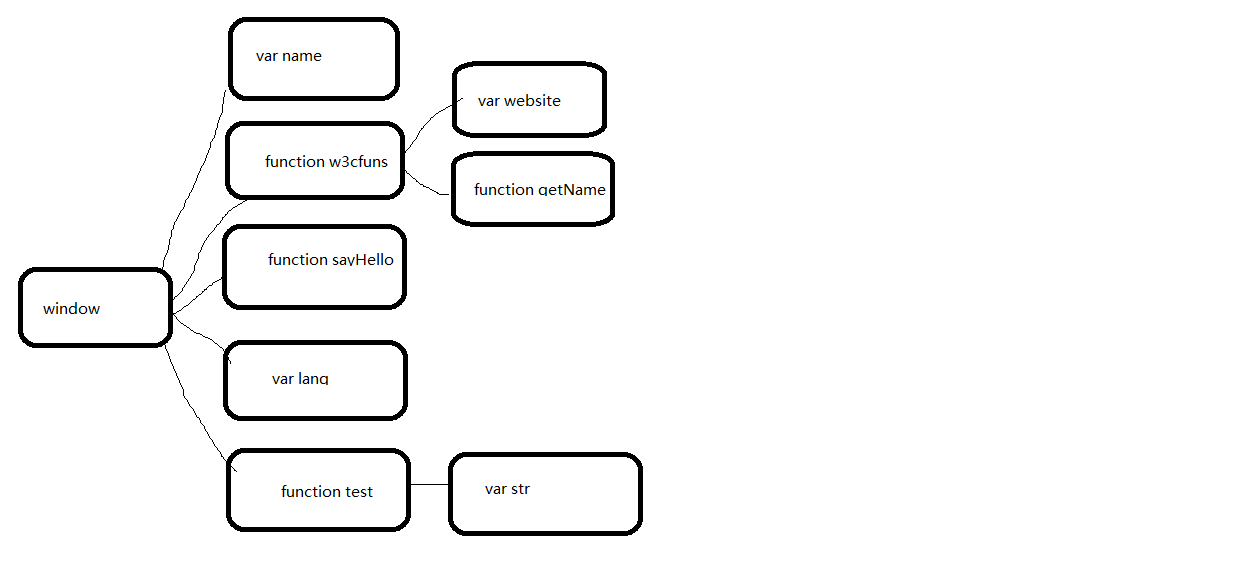 var name
var website
function w3cfuns
function getName
function sayHello
window
var lang
function test
var str